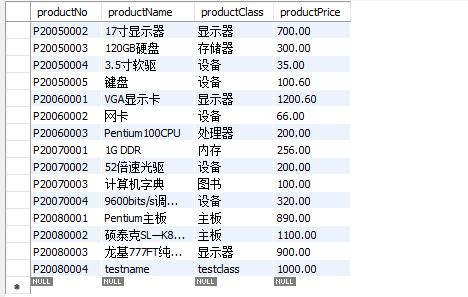 productNo productName productClass productPrice
P20050002 17寸显示器 显示器 700.00
P20050003 120GB硬盘 存储器 300.00
P20050004 3.5寸软驱 设备 35.00
P20050005 键盘 设备 100.60
P20060001 VGA显示卡 显示器 1200.60
P20060002 网卡 设备 66.00
P20060003 Pentium100CPU 处理器 200.00
P20070001 1G DDR 内存 256.00
P20070002 52倍速光驱 设备 200.00
P20070003 计算机字典 图书 100.00
P20070004 9600bits/s调... 设备 320.00
P20080001 Pentium主板 主板 890.00
P20080002 硕泰克SL—K8... 主板 1100.00
P20080003 龙基777FT纯... 显示器 900.00
P20080004 testname testclass 1000.00
NULL NULL NULL NULL